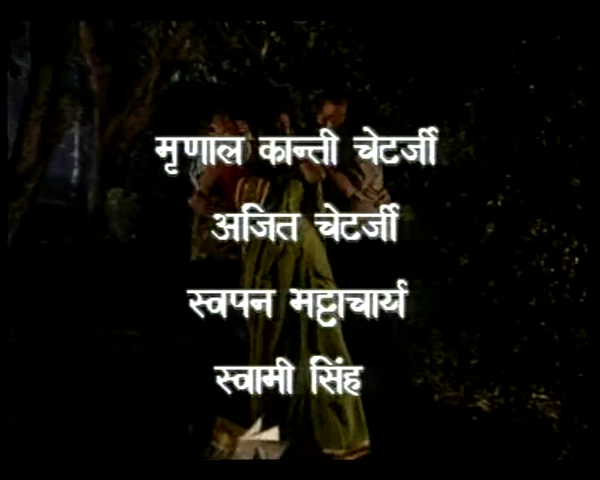 मृणाल कान्ती चेटर्जी
अजित चेटर्जी
स्वपन भट्टाचार्य
स्वामी सिंह